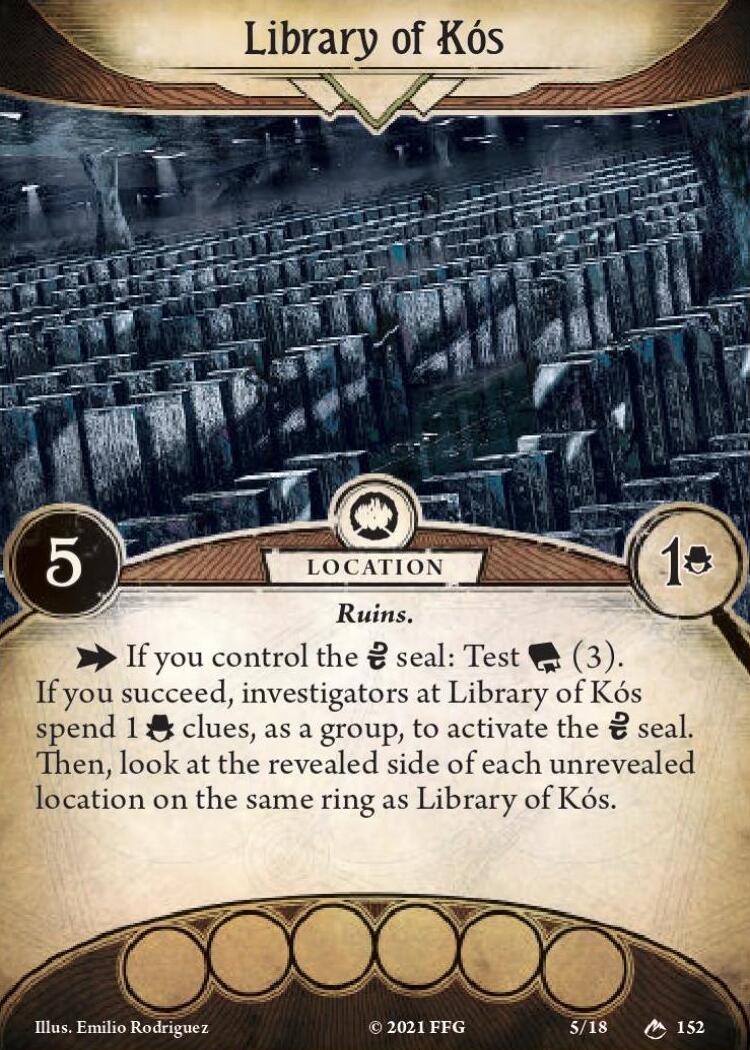 Library of Kós
5
LOCATION
1
Ruins.
If you control the seal: Test (3).
If you succeed, investigators at Library of Kós
spend 1 clues, as a group, to activate the seal.
Then, look at the revealed side of each unrevealed
location on the same ring as Library of Kós.
Illus. Emilio Rodriguez
© 2021 FFG
5/18
152